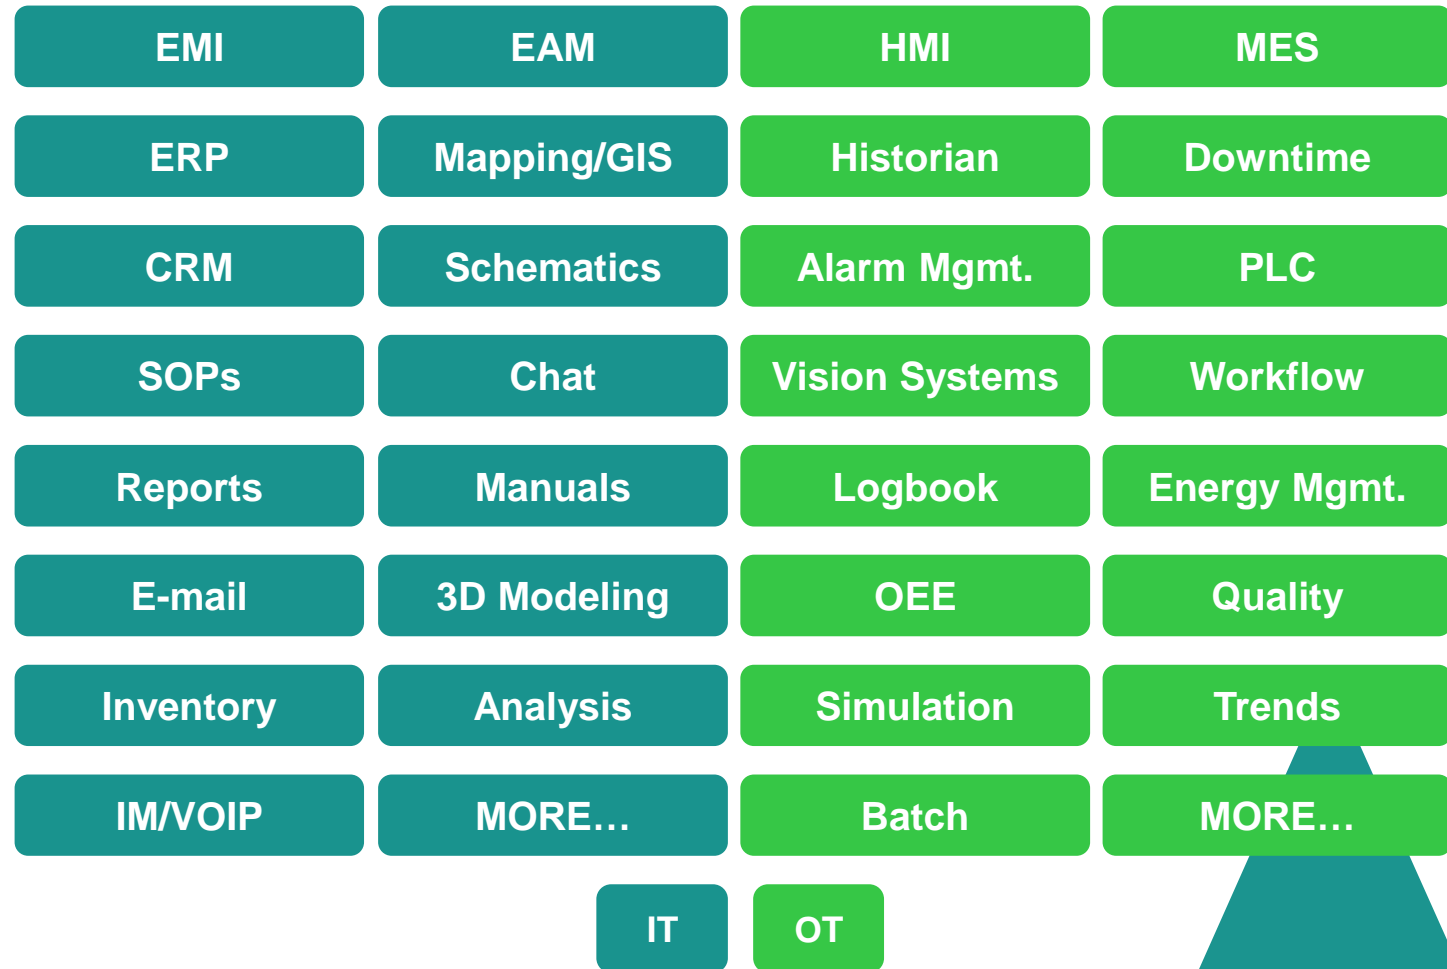 EMI EAM HMI MES
ERP Mapping/GIS Historian Downtime
CRM Schematics Alarm Mgmt. PLC
SOPs Chat Vision Systems Workflow
Reports Manuals Logbook Energy Mgmt.
E-mail 3D Modeling OEE Quality
Inventory Analysis Simulation Trends
IM/VOIP MORE… Batch MORE…
IT OT